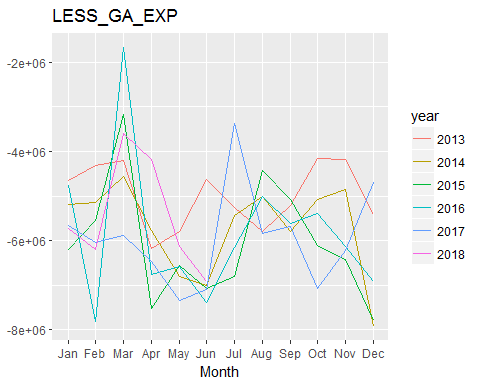 LESS_GA_EXP
-2e+06
-4e+06
-6e+06
-8e+06
Jan Feb Mar Apr May Jun Jul Aug Sep Oct Nov Dec
Month
year
2013
2014
2015
2016
2017
2018